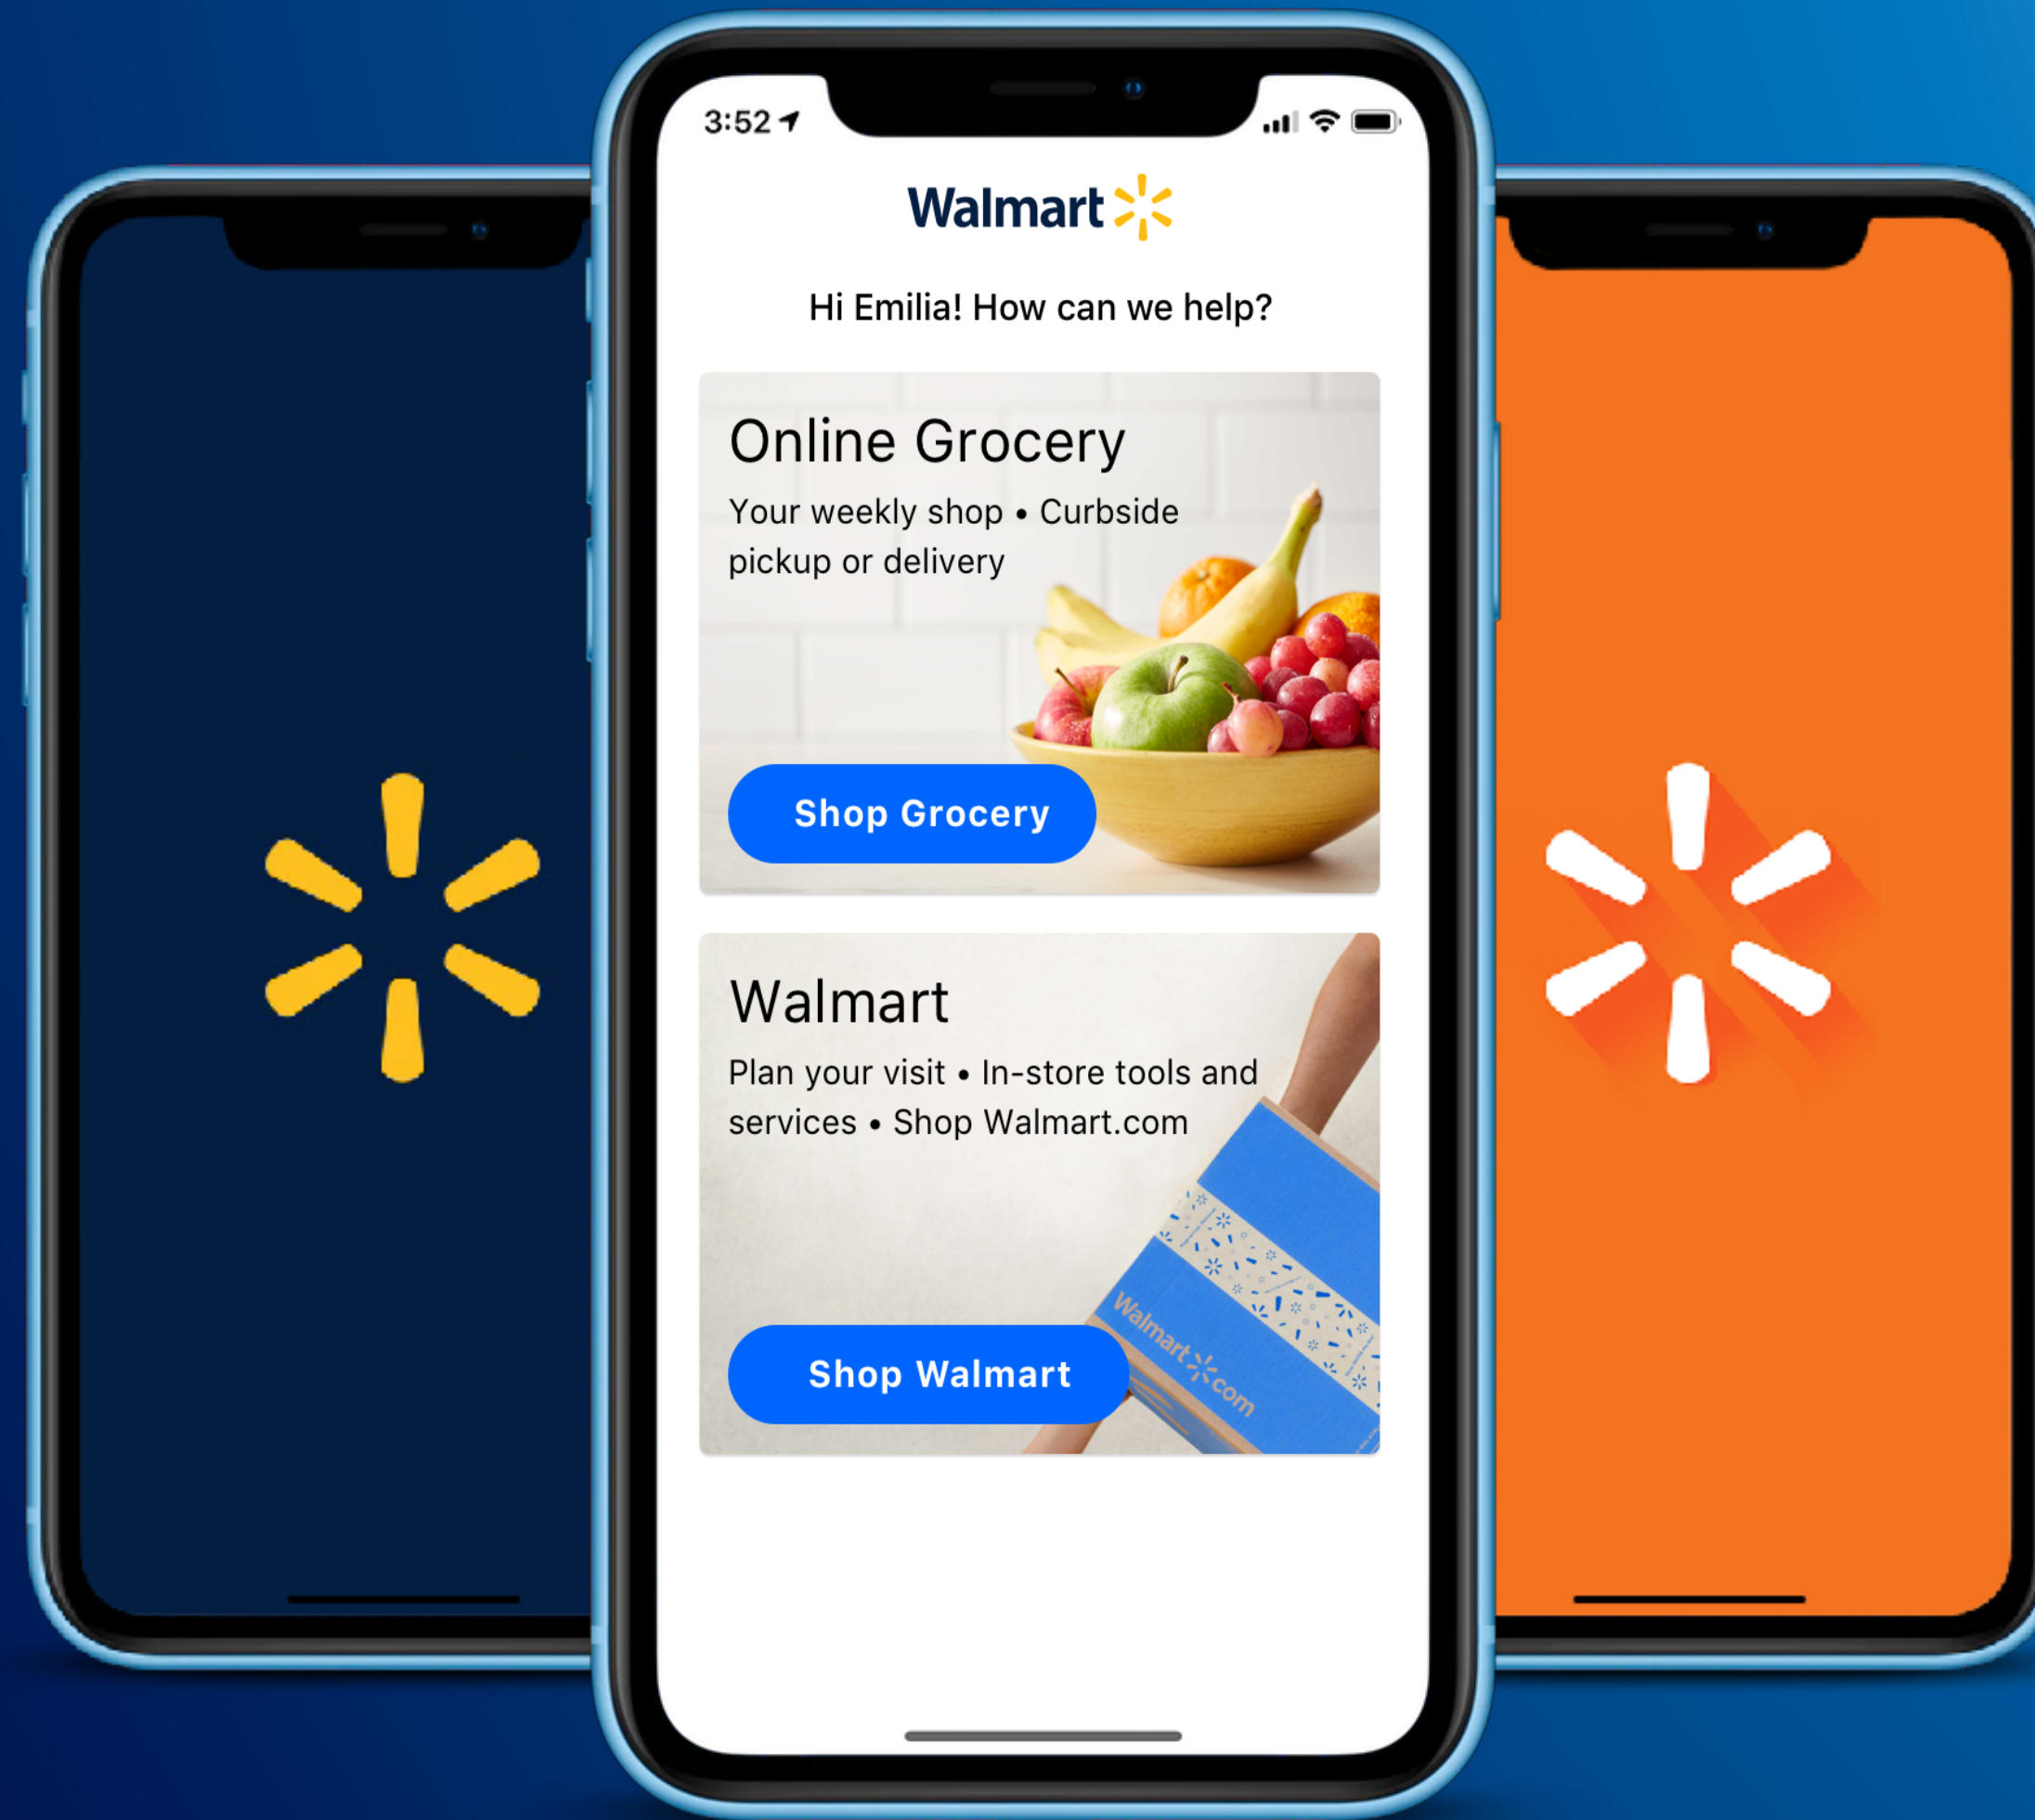 3:52
Walmart
Hi Emilia! How can we help?
Online Grocery
Your weekly shop • Curbside
pickup or delivery
Shop Grocery
Walmart
Plan your visit • In-store tools and
services • Shop Walmart.com
Shop Walmart
Walmart com